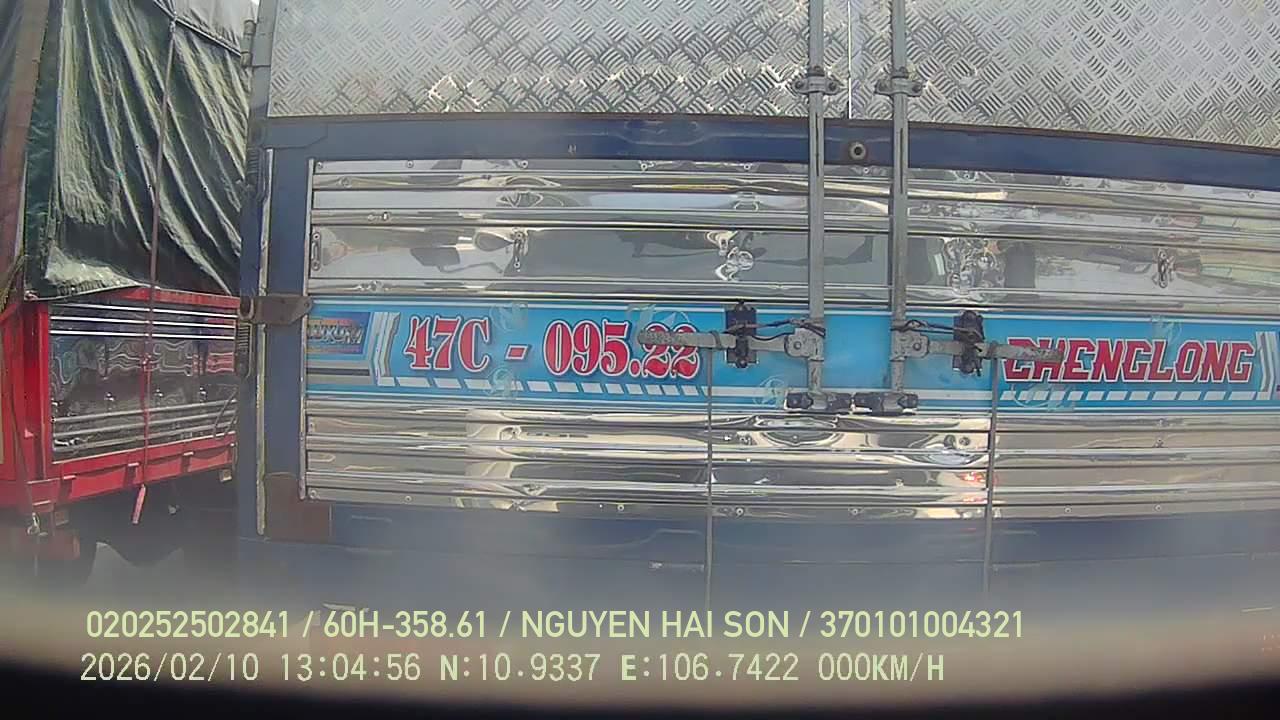 47C - 095.22
CHENGLONG
020252502841 / 60H-358.61 / NGUYEN HAI SON / 370101004321
2026/02/10 13:04:56 N:10.9337 E:106.7422 000KM/H